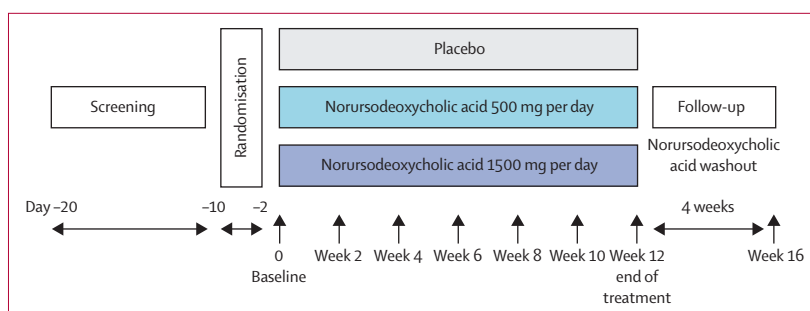 Placebo
Screening
Randomisation
Norursodeoxycholic acid 500 mg per day
Follow-up
Norursodeoxycholic acid 1500 mg per day
Norursodeoxycholic
acid washout
Day –20
–10
–2
4 weeks
0
Baseline
Week 2
Week 4
Week 6
Week 8
Week 10
Week 12
end of
treatment
Week 16